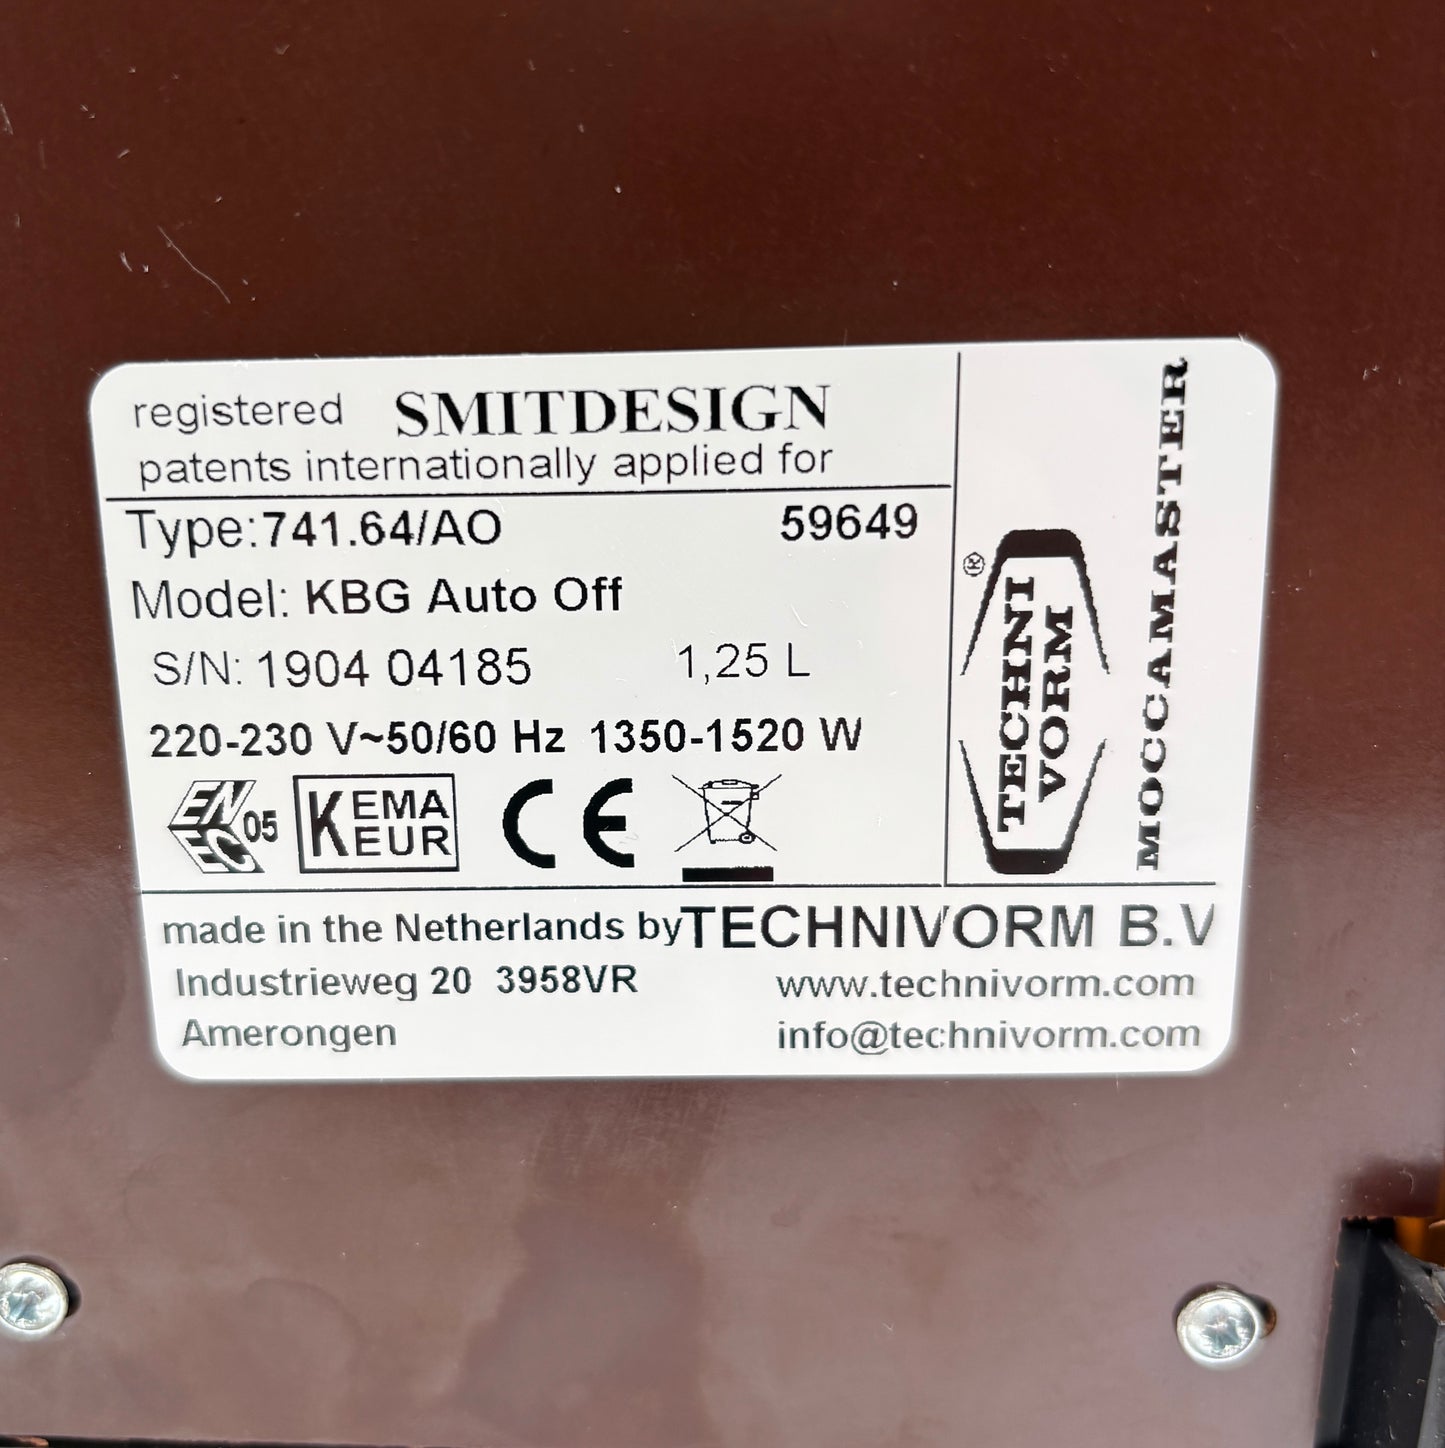 registered SMITDESIGN
patents internationally applied for
Type:741.64/AO 59649
Model: KBG Auto Off
S/N: 1904 04185 1,25 L
220-230 V~50/60 Hz 1350-1520 W
ENEC 05
KEMA
KEUR
CE
made in the Netherlands by TECHNIVORM B.V
Industrieweg 20 3958VR www.technivorm.com
Amerongen info@technivorm.com
®
TECHNI
VORM
MOCCAMASTER